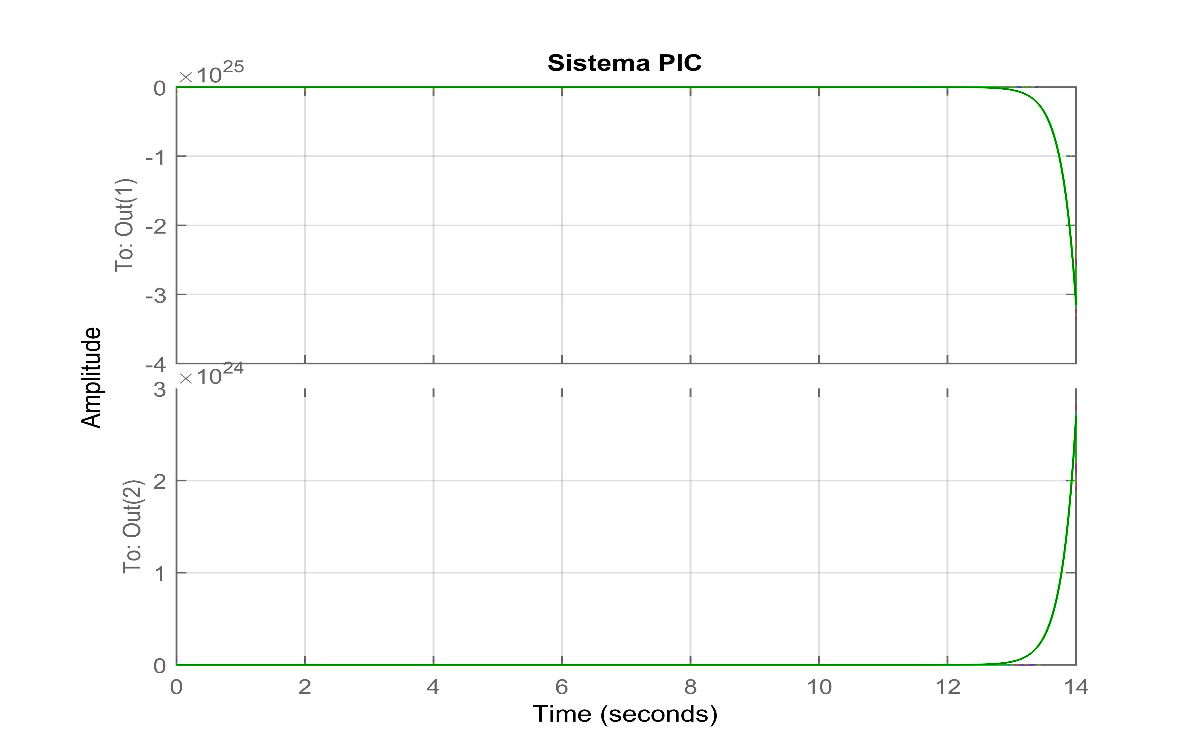 Sistema PIC
×10^25
0
-1
-2
-3
-4
To: Out(1)
Amplitude
×10^24
3
2
1
0
To: Out(2)
0 2 4 6 8 10 12 14
Time (seconds)